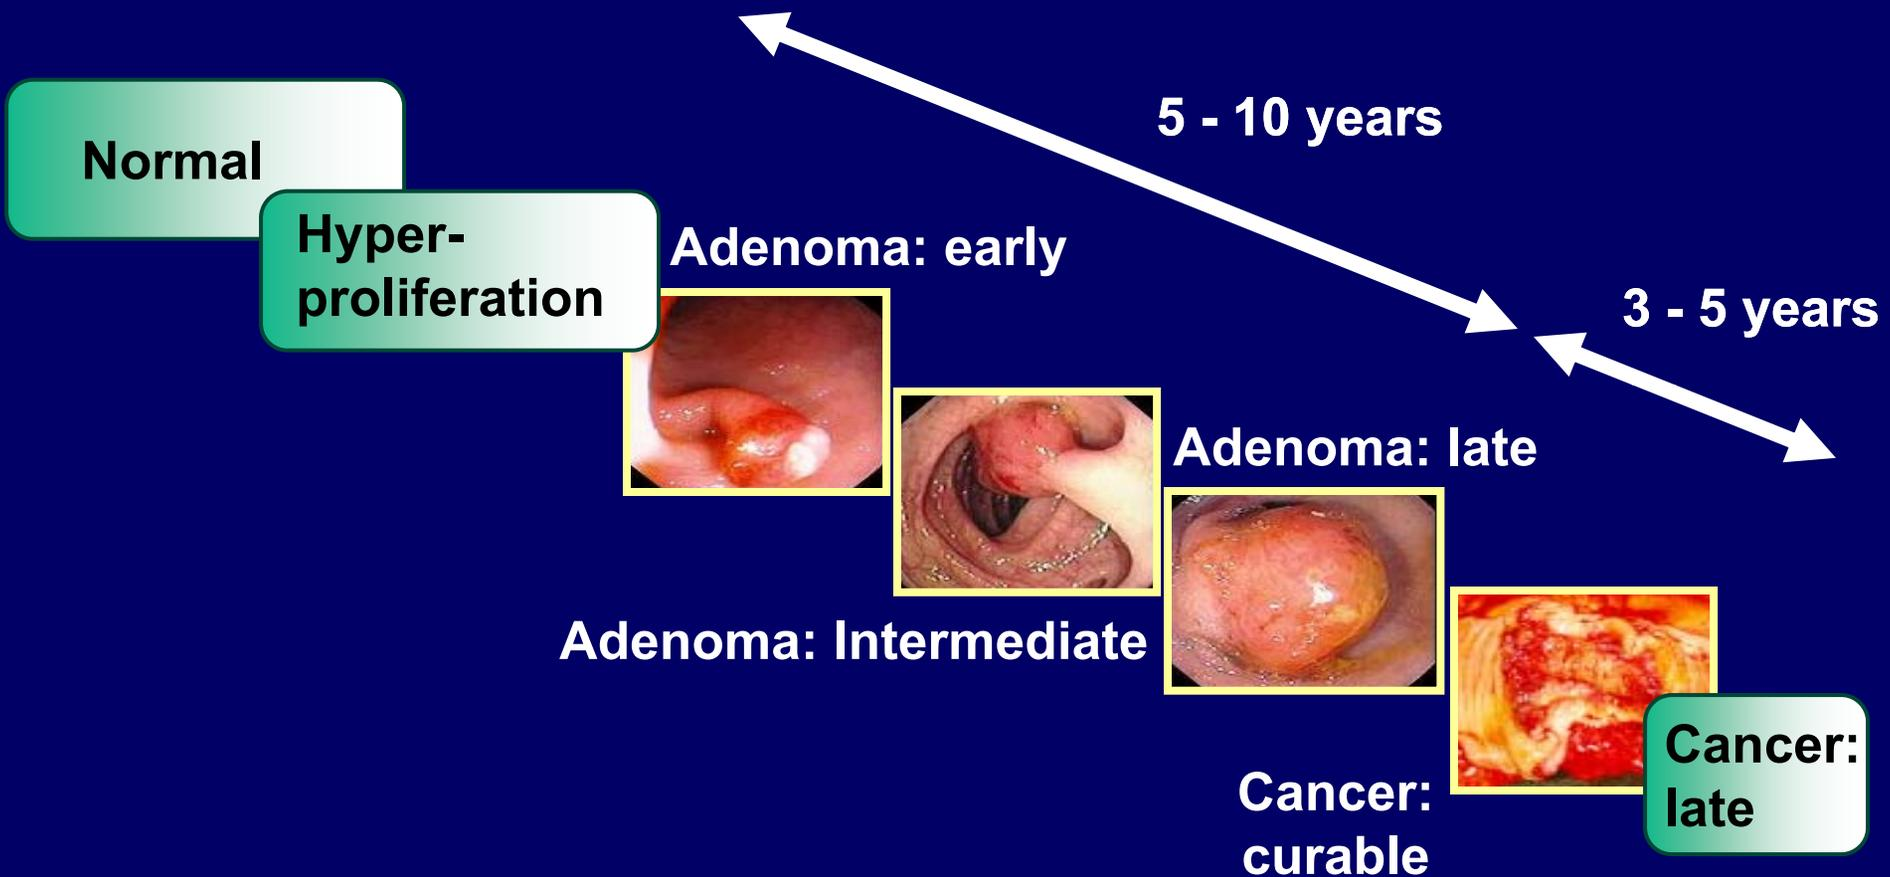 Normal
Hyper-
proliferation
Adenoma: early
5 - 10 years
3 - 5 years
Adenoma: late
Adenoma: Intermediate
Cancer:
curable
Cancer:
late